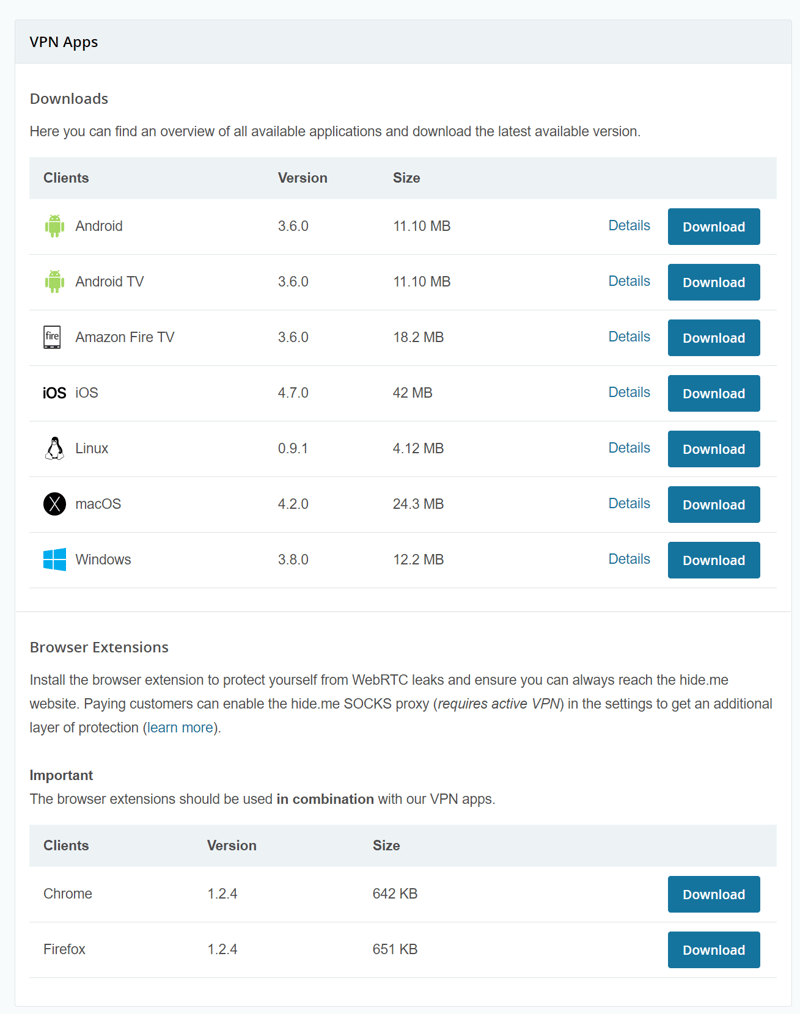 VPN Apps
Downloads
Here you can find an overview of all available applications and download the latest available version.
Clients Version Size
Android 3.6.0 11.10 MB Details Download
Android TV 3.6.0 11.10 MB Details Download
fire Amazon Fire TV 3.6.0 18.2 MB Details Download
iOS iOS 4.7.0 42 MB Details Download
Linux 0.9.1 4.12 MB Details Download
X macOS 4.2.0 24.3 MB Details Download
Windows 3.8.0 12.2 MB Details Download
Browser Extensions
Install the browser extension to protect yourself from WebRTC leaks and ensure you can always reach the hide.me
website. Paying customers can enable the hide.me SOCKS proxy (requires active VPN) in the settings to get an additional
layer of protection (learn more).
Important
The browser extensions should be used in combination with our VPN apps.
Clients Version Size
Chrome 1.2.4 642 KB Download
Firefox 1.2.4 651 KB Download